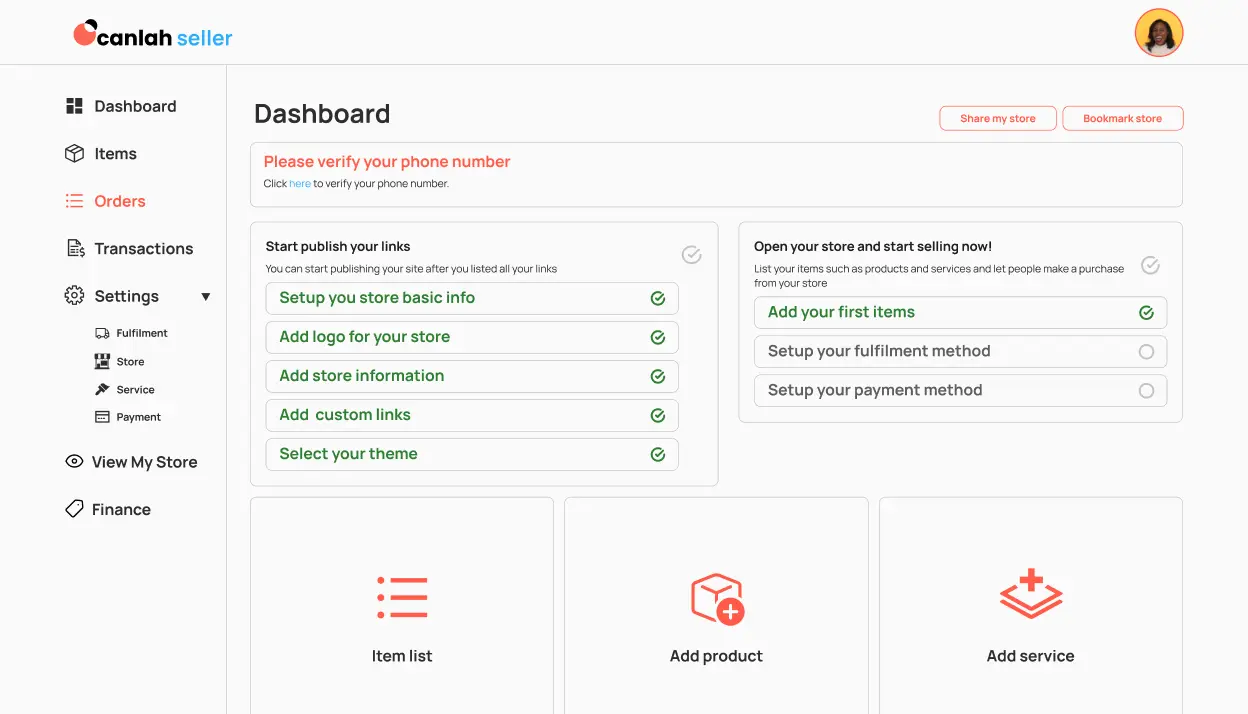 canlah seller
Dashboard
Items
Orders
Transactions
Settings
Fulfilment
Store
Service
Payment
View My Store
Finance
Dashboard
Share my store
Bookmark store
Please verify your phone number
Click here to verify your phone number.
Start publish your links
You can start publishing your site after you listed all your links
Setup you store basic info
Add logo for your store
Add store information
Add custom links
Select your theme
Open your store and start selling now!
List your items such as products and services and let people make a purchase
from your store
Add your first items
Setup your fulfilment method
Setup your payment method
Item list
Add product
Add service